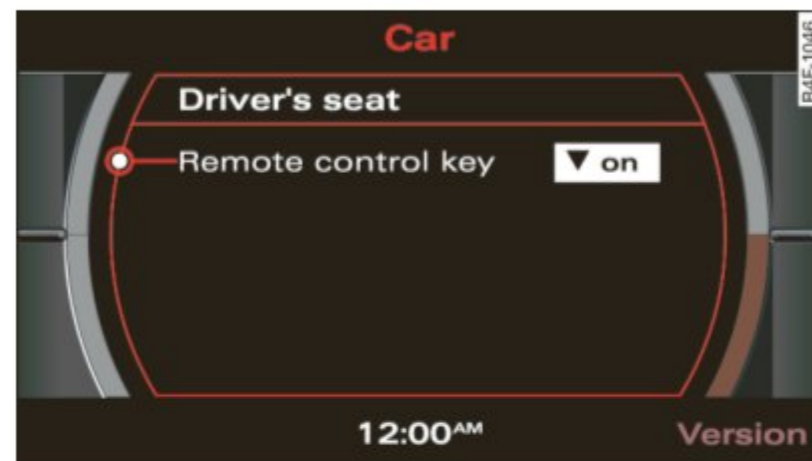 Car
B4E-1046
Driver's seat
Remote control key ▼ on
12:00AM
Version